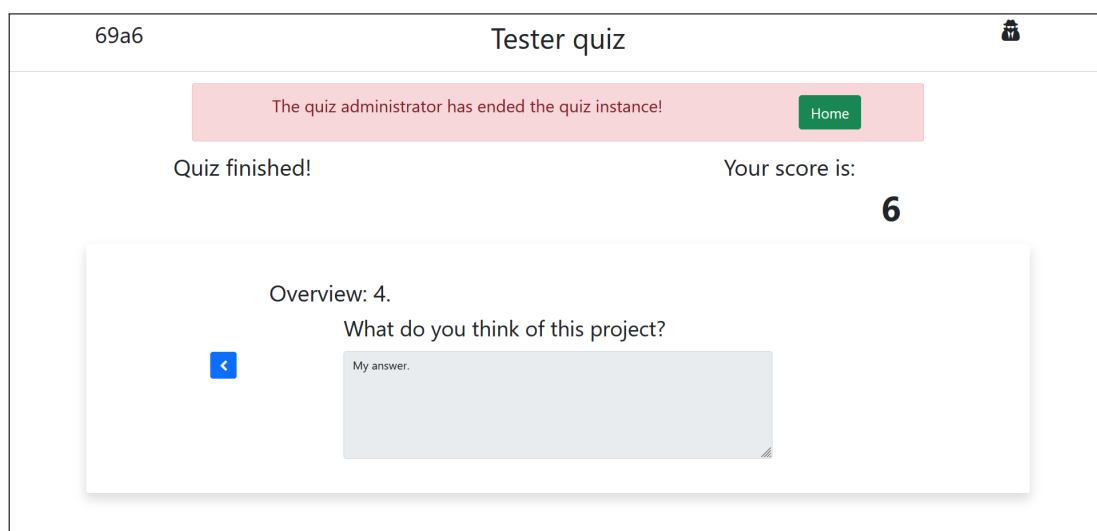 69a6
Tester quiz
The quiz administrator has ended the quiz instance!
Home
Quiz finished!
Your score is:
6
Overview: 4.
What do you think of this project?
My answer.